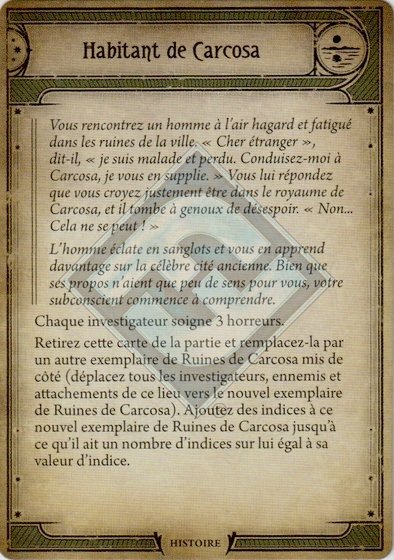 Habitant de Carcosa
Vous rencontrez un homme à l'air hagard et fatigué
dans les ruines de la ville. « Cher étranger »,
dit-il, « je suis malade et perdu. Conduisez-moi à
Carcosa, je vous en supplie. » Vous lui répondez
que vous croyez justement être dans le royaume de
Carcosa, et il tombe à genoux de désespoir. « Non...
Cela ne se peut ! »
L'homme éclate en sanglots et vous en apprend
davantage sur la célèbre cité ancienne. Bien que
ses propos n'aient que peu de sens pour vous, votre
subconscient commence à comprendre.
Chaque investigateur soigne 3 horreurs.
Retirez cette carte de la partie et remplacez-la par
un autre exemplaire de Ruines de Carcosa mis de
côté (déplacez tous les investigateurs, ennemis et
attachements de ce lieu vers le nouvel exemplaire
de Ruines de Carcosa). Ajoutez des indices à ce
nouvel exemplaire de Ruines de Carcosa jusqu'à
ce qu'il ait un nombre d'indices sur lui égal à sa
valeur d'indice.
HISTOIRE